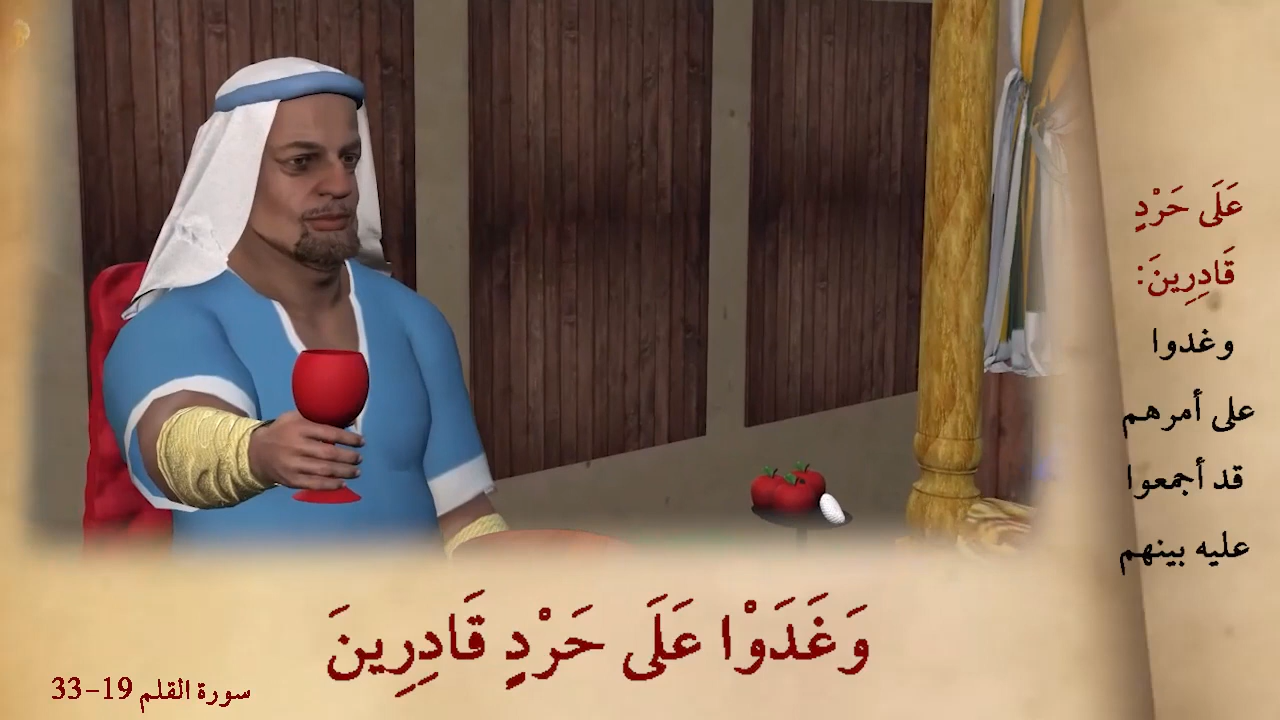 عَلَى حَرْدٍ
قَادِرِينَ:
وغدوا
على أمرهم
قد أجمعوا
عليه بينهم
وَغَدَوْا عَلَى حَرْدٍ قَادِرِينَ
سورة القلم 19-33